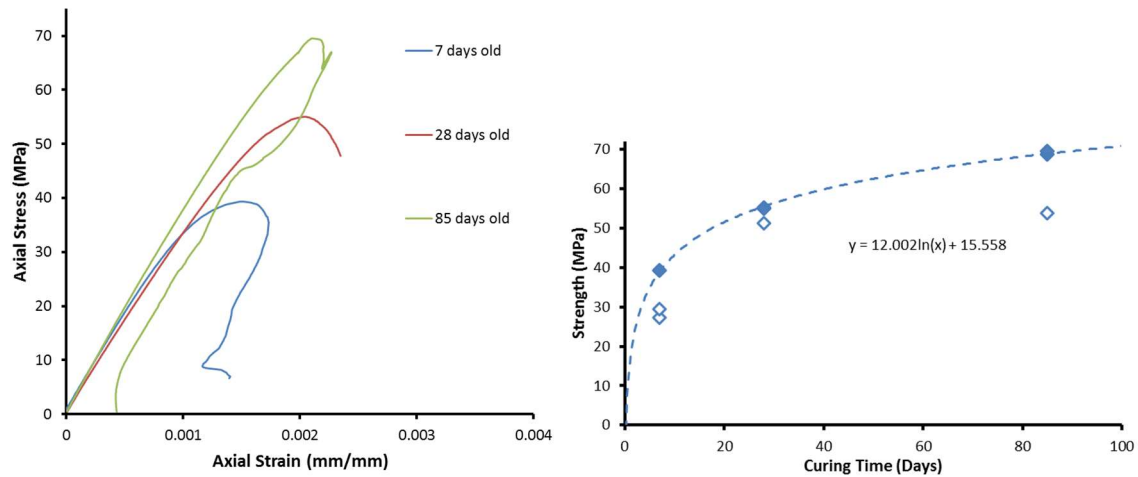 70
60
50
40
30
20
10
0
Axial Stress (MPa)
0 0.001 0.002 0.003 0.004
Axial Strain (mm/mm)
7 days old
28 days old
85 days old
70
60
50
40
30
20
10
0
Strength (MPa)
y = 12.002ln(x) + 15.558
0 20 40 60 80 100
Curing Time (Days)